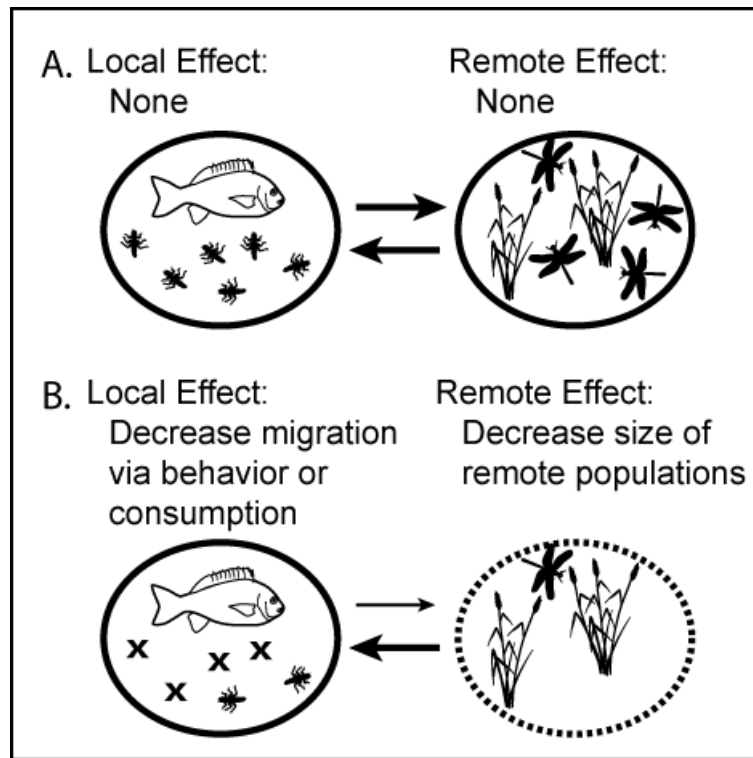 A. Local Effect:
None
Remote Effect:
None
B. Local Effect:
Decrease migration
via behavior or
consumption
Remote Effect:
Decrease size of
remote populations
x x x x